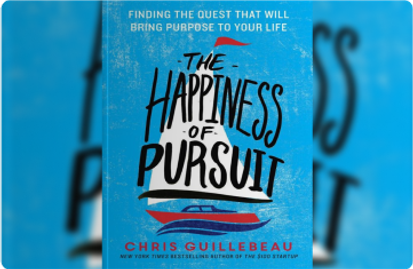 FINDING THE QUEST THAT WILL
BRING PURPOSE TO YOUR LIFE
-THE-
HAPPINESS
-OF-
PURSUIT
CHRIS GUILLEBEAU
NEW YORK TIMES BESTSELLING AUTHOR OF THE $100 STARTUP